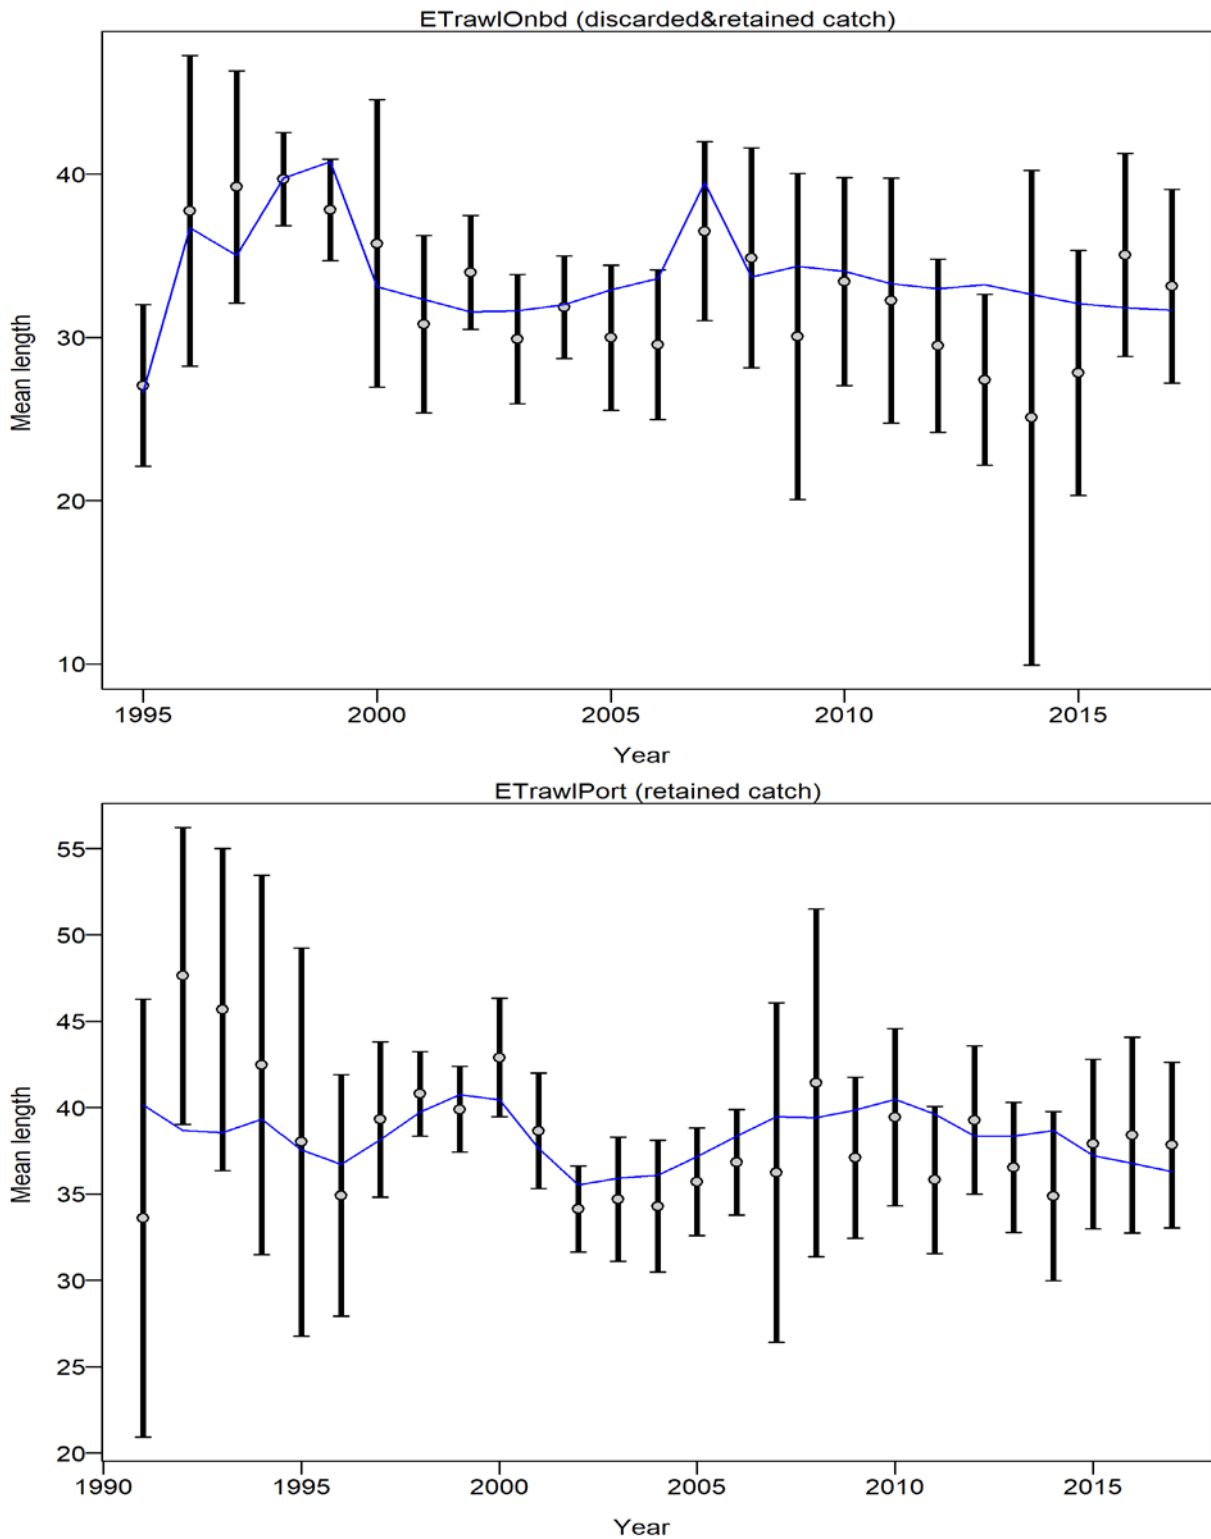 ETrawlOnbd (discarded&retained catch)
Mean length
40
30
20
10
1995 2000 2005 2010 2015
Year
ETrawlPort (retained catch)
Mean length
55
50
45
40
35
30
25
20
1990 1995 2000 2005 2010 2015
Year